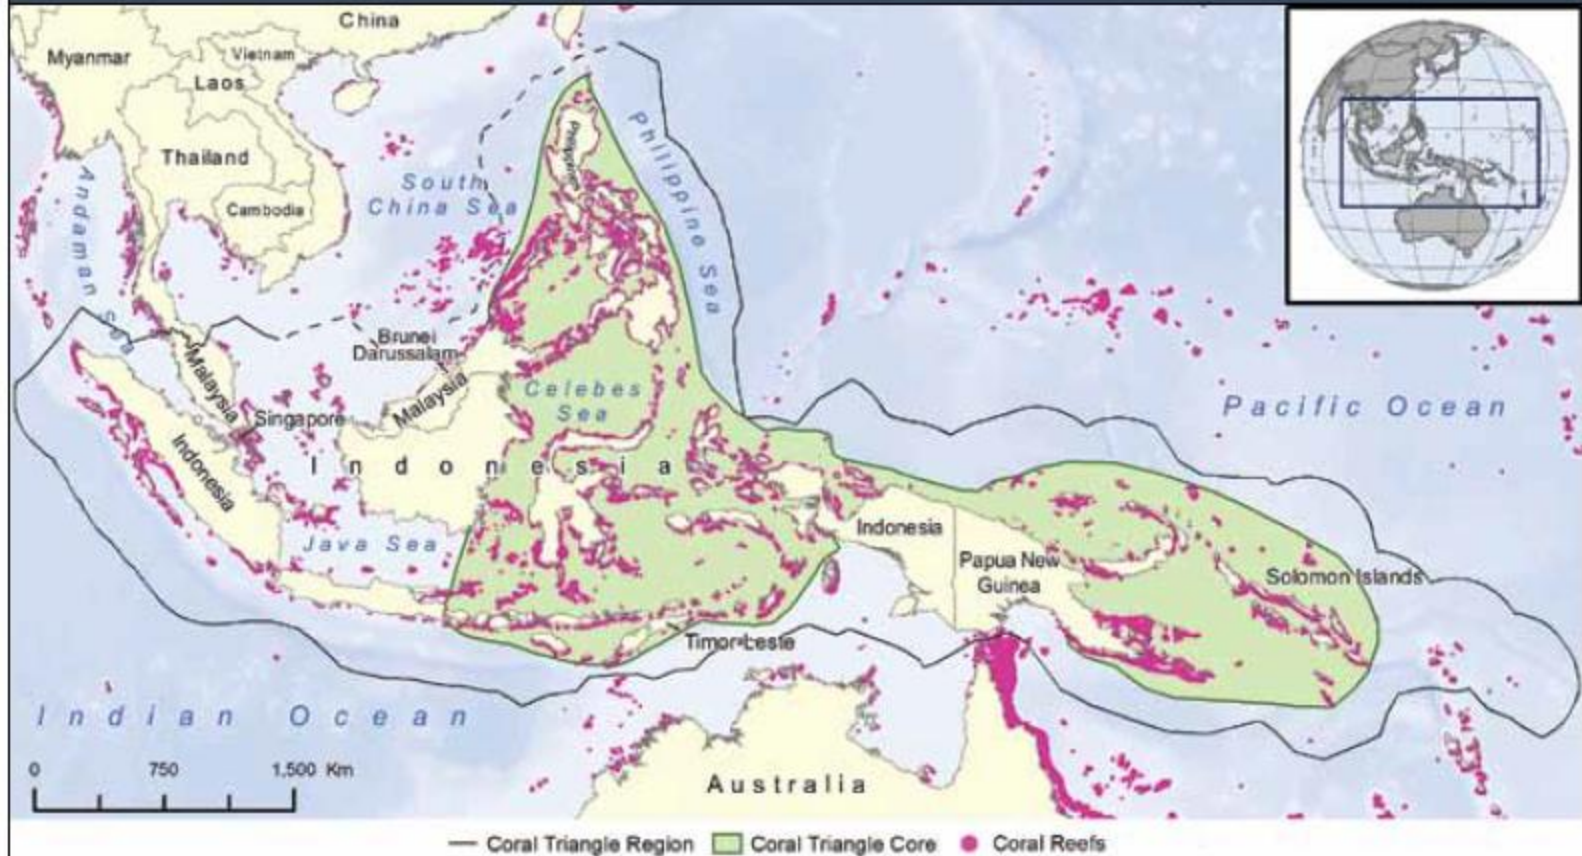 China
Myanmar
Vietnam
Laos
Thailand
Cambodia
South
China Sea
Philippines
Philippine Sea
Andaman Sea
Brunei
Darussalam
Malaysia
Malaysia
Singapore
Celebes
Sea
Pacific Ocean
Indonesia
Indonesia
Java Sea
Indonesia
Papua New
Guinea
Solomon Islands
Timor-Leste
Indian Ocean
Australia
0 750 1,500 Km
Coral Triangle Region Coral Triangle Core Coral Reefs